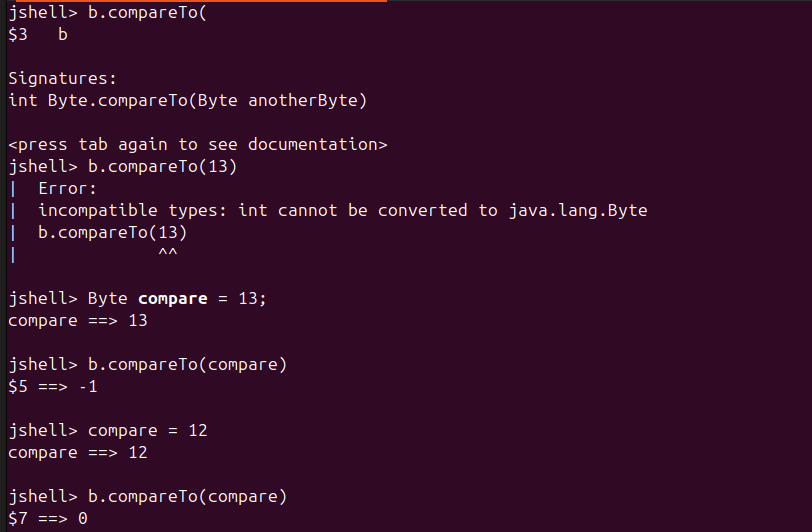 jshell> b.compareTo(
$3   b
Signatures:
int Byte.compareTo(Byte anotherByte)
<press tab again to see documentation>
jshell> b.compareTo(13)
|  Error:
|  incompatible types: int cannot be converted to java.lang.Byte
|  b.compareTo(13)
|              ^^
jshell> Byte compare = 13;
compare ==> 13
jshell> b.compareTo(compare)
$5 ==> -1
jshell> compare = 12
compare ==> 12
jshell> b.compareTo(compare)
$7 ==> 0